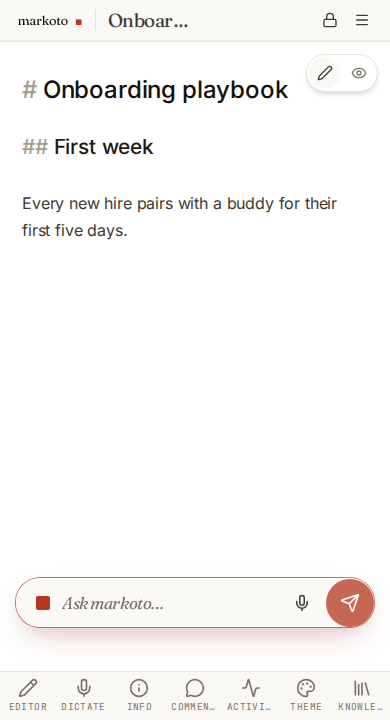 markoto
Onboar...
# Onboarding playbook
## First week
Every new hire pairs with a buddy for their
first five days.
Ask markoto...
EDITOR DICTATE INFO COMMEN… ACTIVI… THEME KNOWLE…